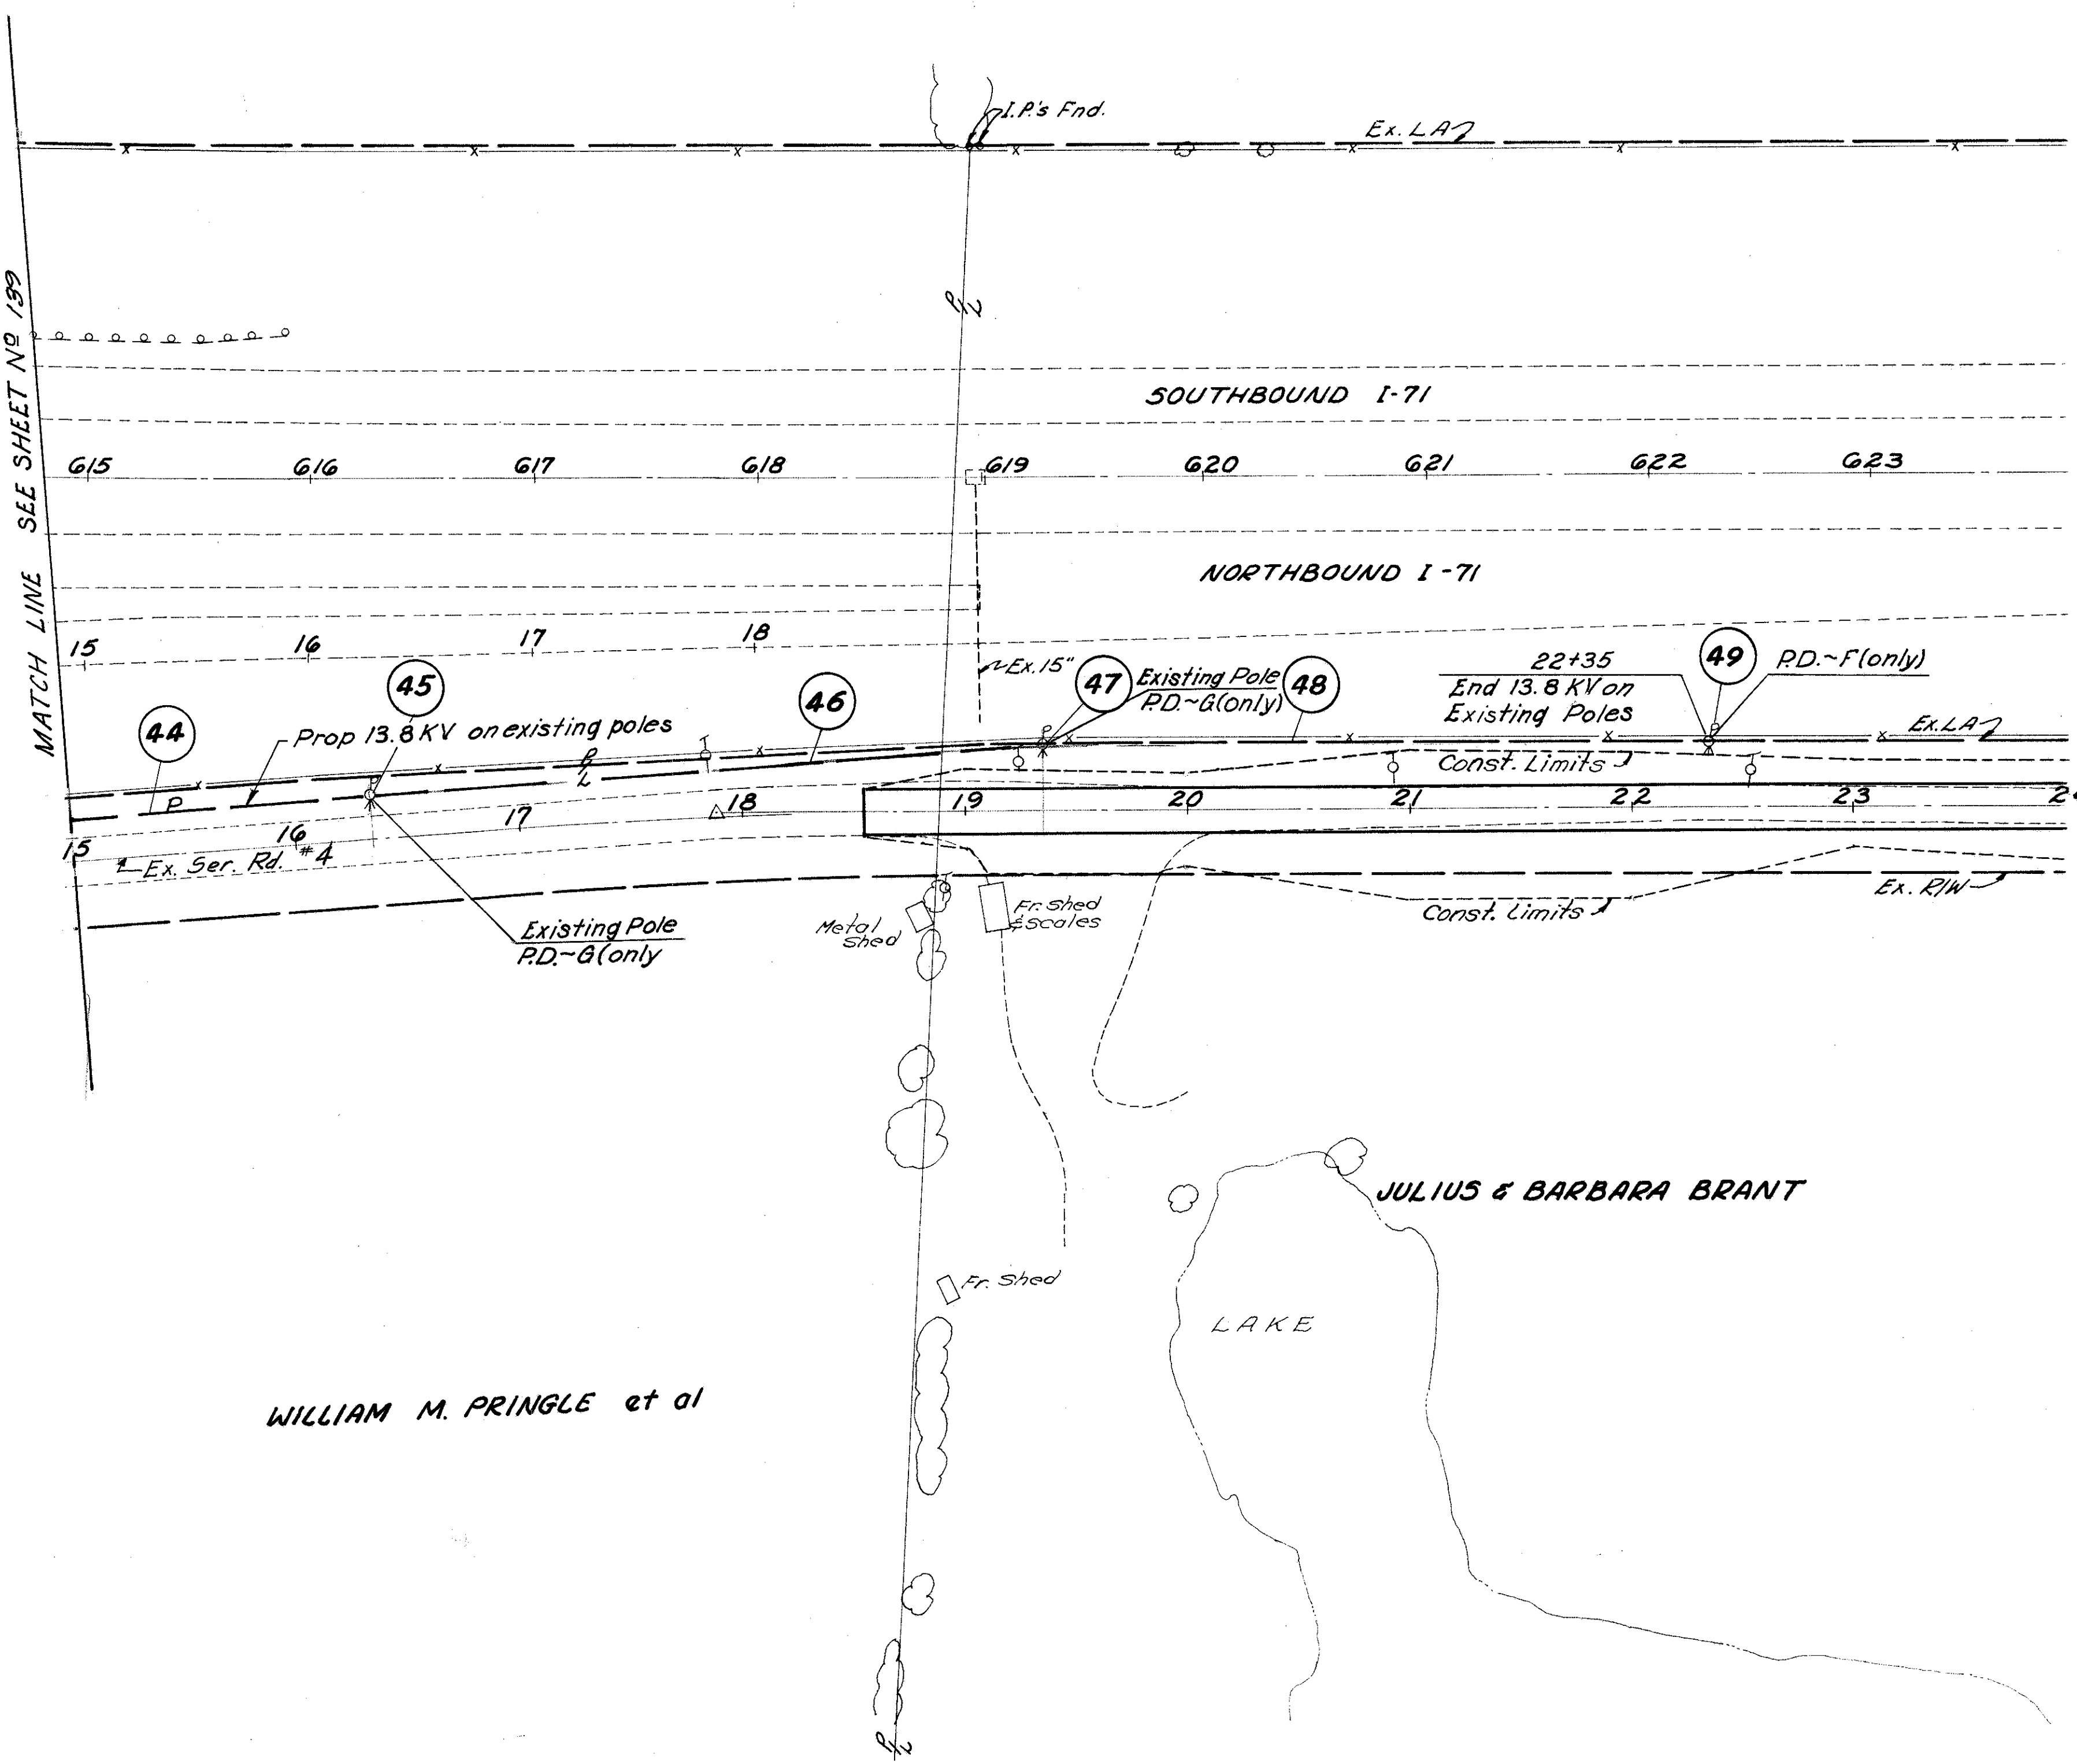 I.P.'s Fnd.
Ex. LA
MATCH LINE SEE SHEET Nº 139
P/L
SOUTHBOUND I-71
615 616 617 618 619 620 621 622 623
NORTHBOUND I-71
15 16 17 18
Ex. 15"
44
45
46
47
Existing Pole
P.D.~G(only)
48
22+35
End 13.8 KV on
Existing Poles
49
P.D.~F(only)
Prop 13.8 KV on existing poles
P
P
P
P
P/L
Ex. LA
Const. Limits
15 16 17 18 19 20 21 22 23 2
Ex. Ser. Rd. #4
Existing Pole
P.D.~G(only
Metal
Shed
Fr. Shed
& Scales
Const. Limits
Ex. R/W
JULIUS & BARBARA BRANT
Fr. Shed
LAKE
WILLIAM M. PRINGLE et al
P/L